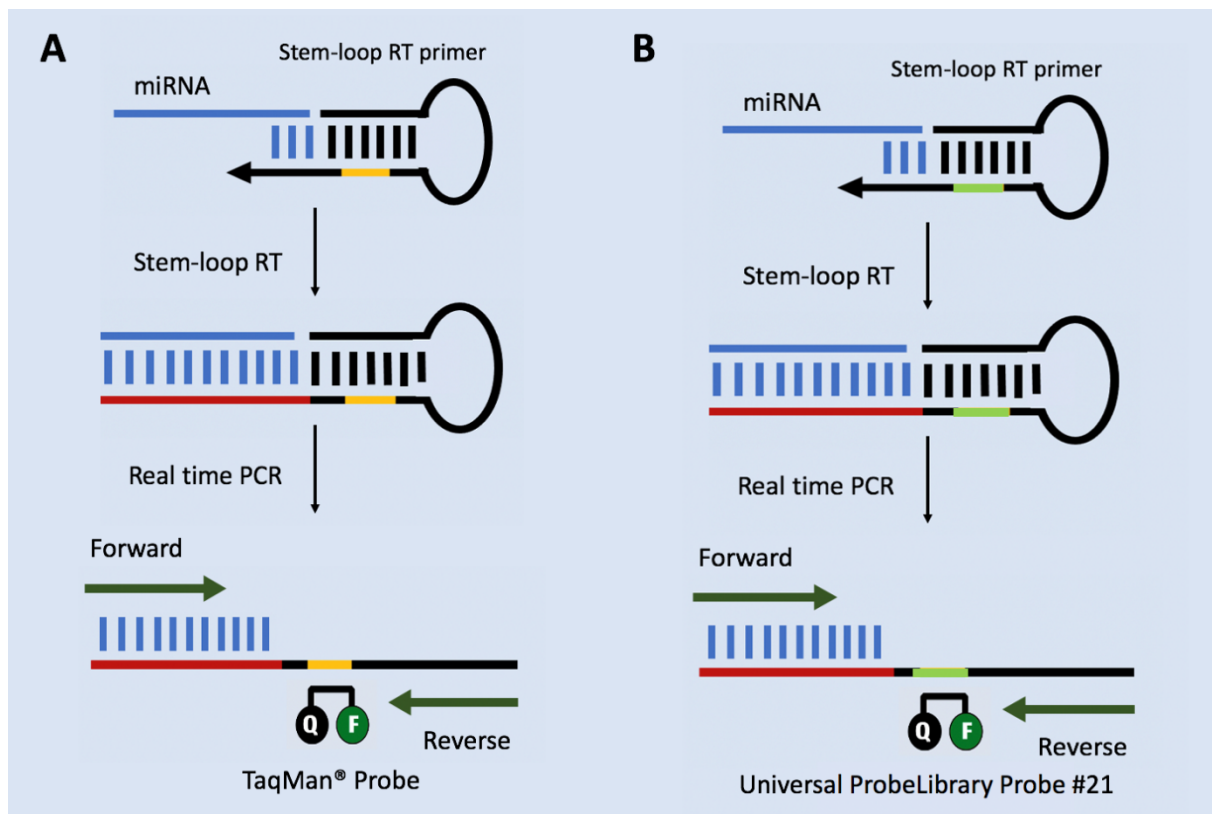 A
Stem-loop RT primer
miRNA
Stem-loop RT
Real time PCR
Forward
Q F
Reverse
TaqMan® Probe
B
Stem-loop RT primer
miRNA
Stem-loop RT
Real time PCR
Forward
Q F
Reverse
Universal ProbeLibrary Probe #21